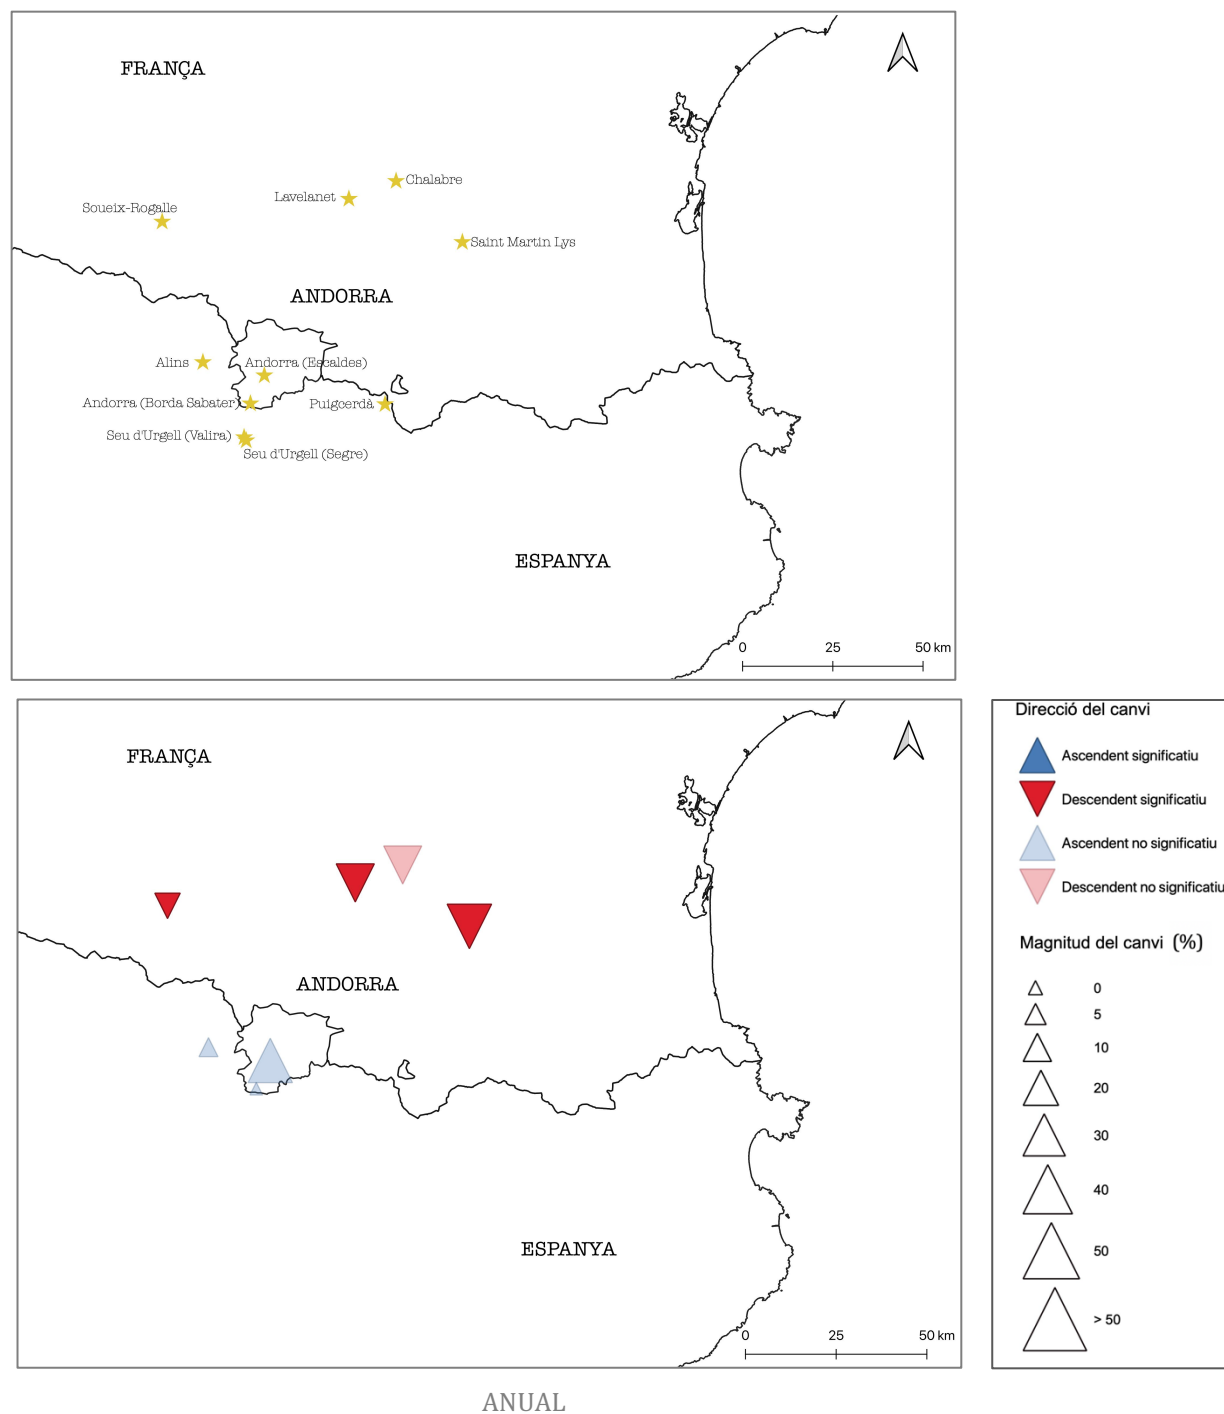 FRANÇA
Chalabre
Lavelanet
Soueix-Rogalle
Saint Martin Lys
ANDORRA
Alins
Andorra (Escaldes)
Andorra (Borda Sabater)
Puigcerdà
Seu d'Urgell (Valira)
Seu d'Urgell (Segre)
ESPANYA
0 25 50 km
FRANÇA
ANDORRA
ESPANYA
0 25 50 km
Direcció del canvi
Ascendent significatiu
Descendent significatiu
Ascendent no significatiu
Descendent no significatiu
Magnitud del canvi (%)
0
5
10
20
30
40
50
> 50
ANUAL